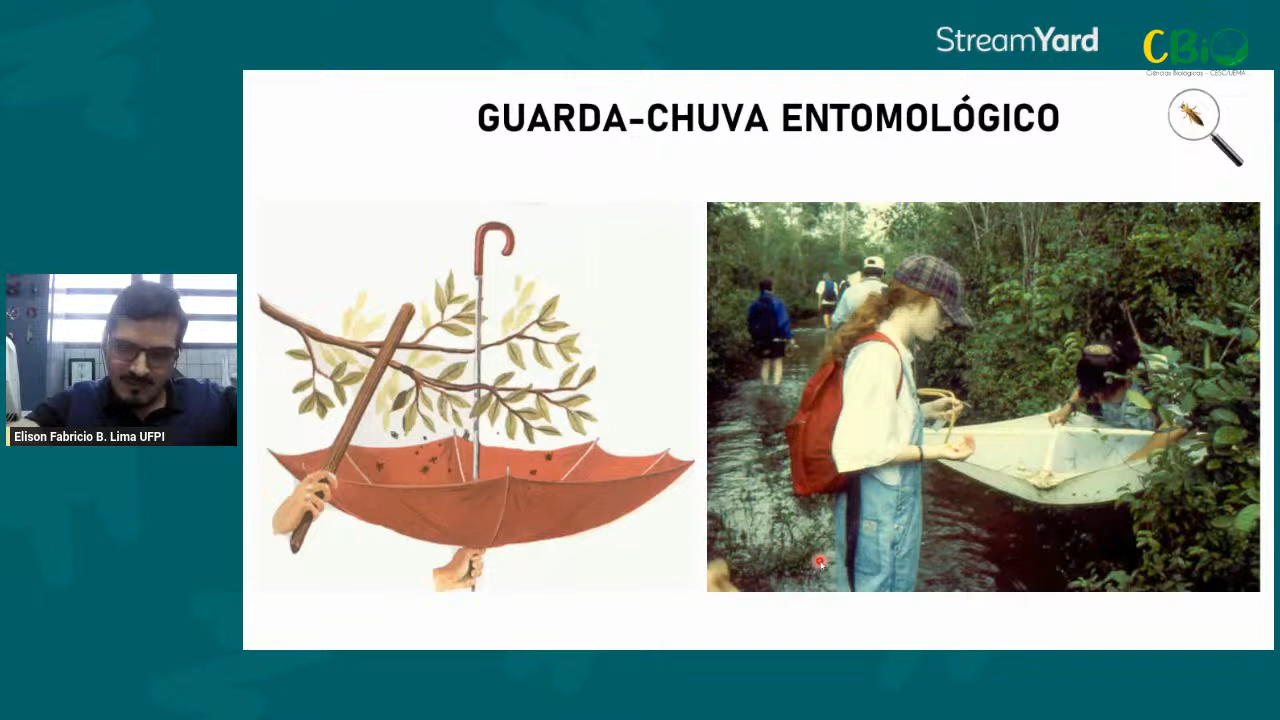 StreamYard
CBiO
Ciências Biológicas - CESC/UEMA
GUARDA-CHUVA ENTOMOLÓGICO
Elison Fabricio B. Lima UFPI